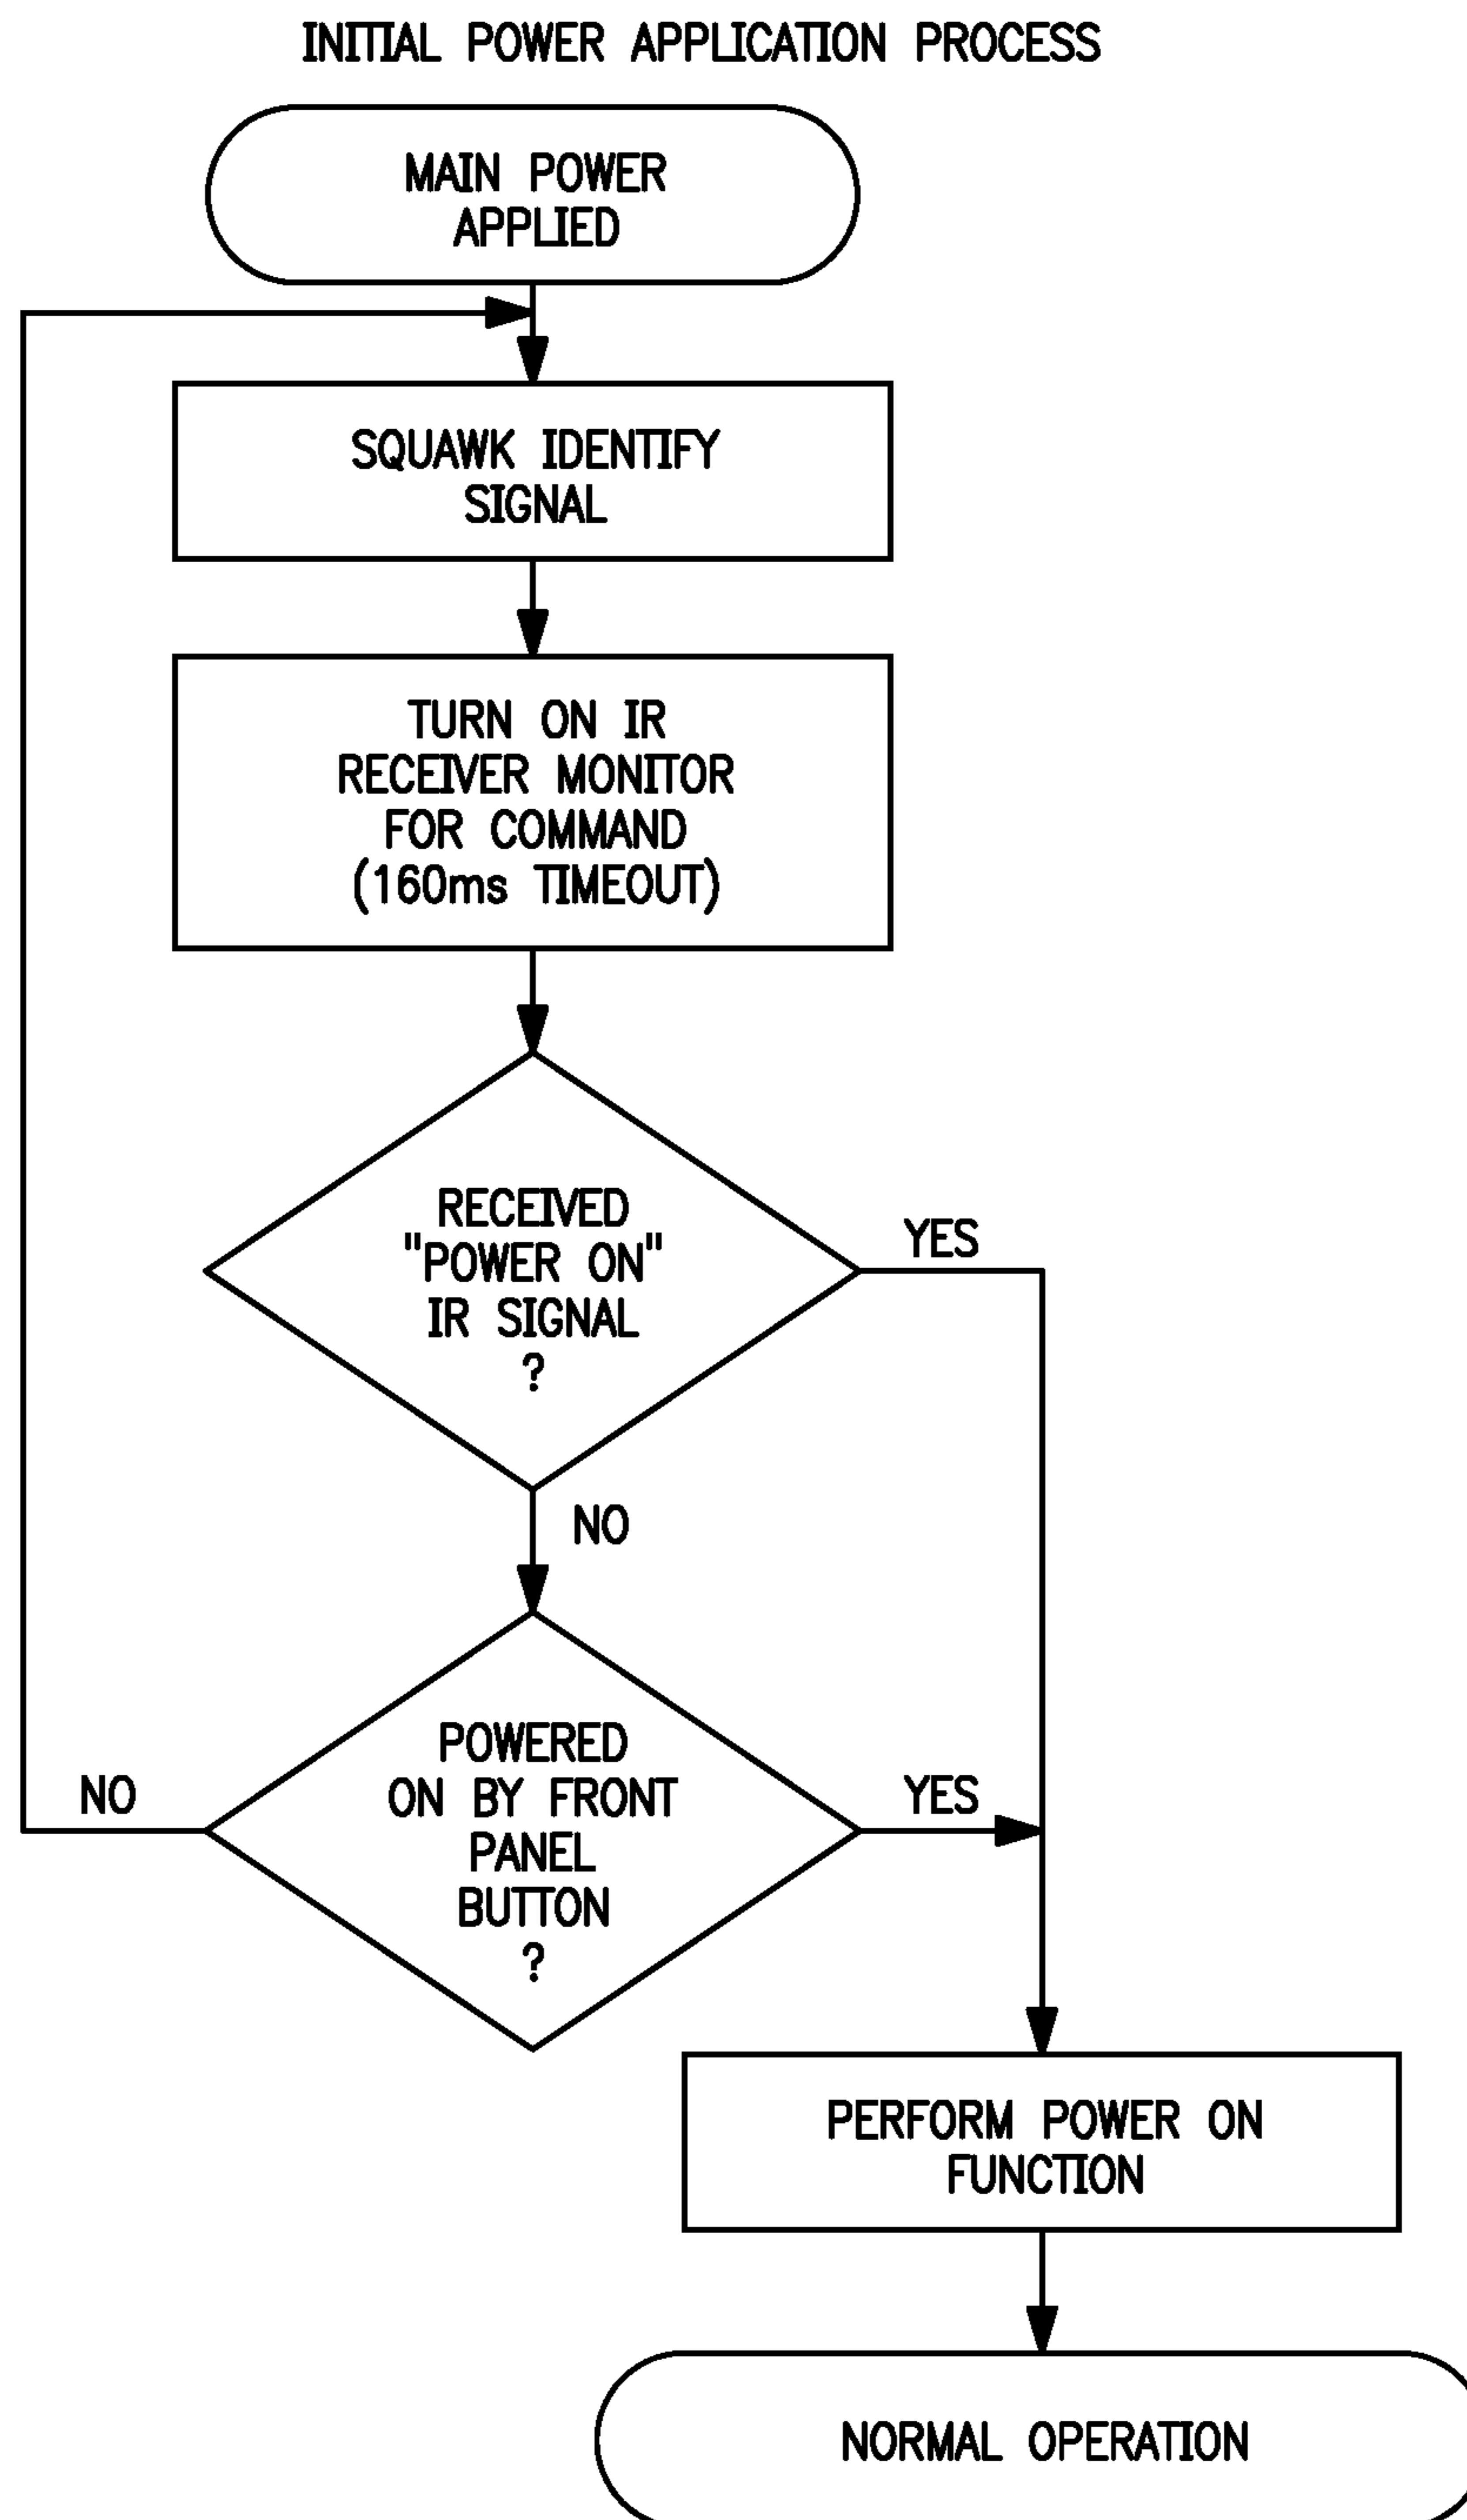 INITIAL POWER APPLICATION PROCESS
MAIN POWER
APPLIED
SQUAWK IDENTIFY
SIGNAL
TURN ON IR
RECEIVER MONITOR
FOR COMMAND
(160ms TIMEOUT)
RECEIVED
"POWER ON"
IR SIGNAL
?
YES
NO
POWERED
ON BY FRONT
PANEL
BUTTON
?
NO
YES
PERFORM POWER ON
FUNCTION
NORMAL OPERATION